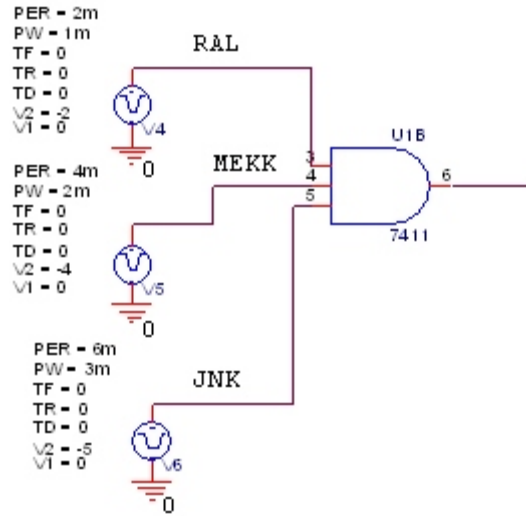 PER = 2m
PW = 1m
TF = 0
TR = 0
TD = 0
V2 = -2
V1 = 0
V4
0
RAL
PER = 4m
PW = 2m
TF = 0
TR = 0
TD = 0
V2 = -4
V1 = 0
V5
0
MEKK
PER = 6m
PW = 3m
TF = 0
TR = 0
TD = 0
V2 = -5
V1 = 0
V6
0
JNK
U1B
3
4
5
6
7411